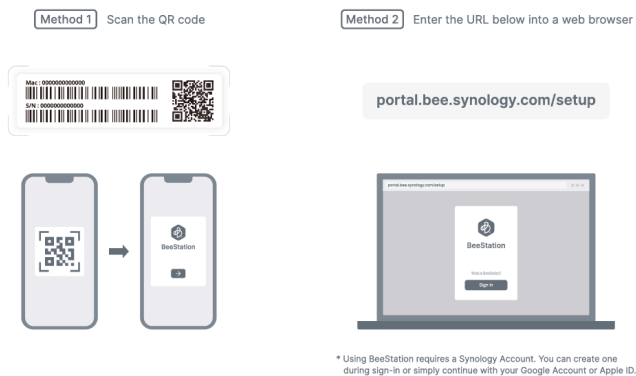 Method 1 Scan the QR code
Mac : 0000000000000
S/N : 0000000000000
BeeStation
Method 2 Enter the URL below into a web browser
portal.bee.synology.com/setup
portal.bee.synology.com/setup
BeeStation
Sign In
* Using BeeStation requires a Synology Account. You can create one
during sign-in or simply continue with your Google Account or Apple ID.